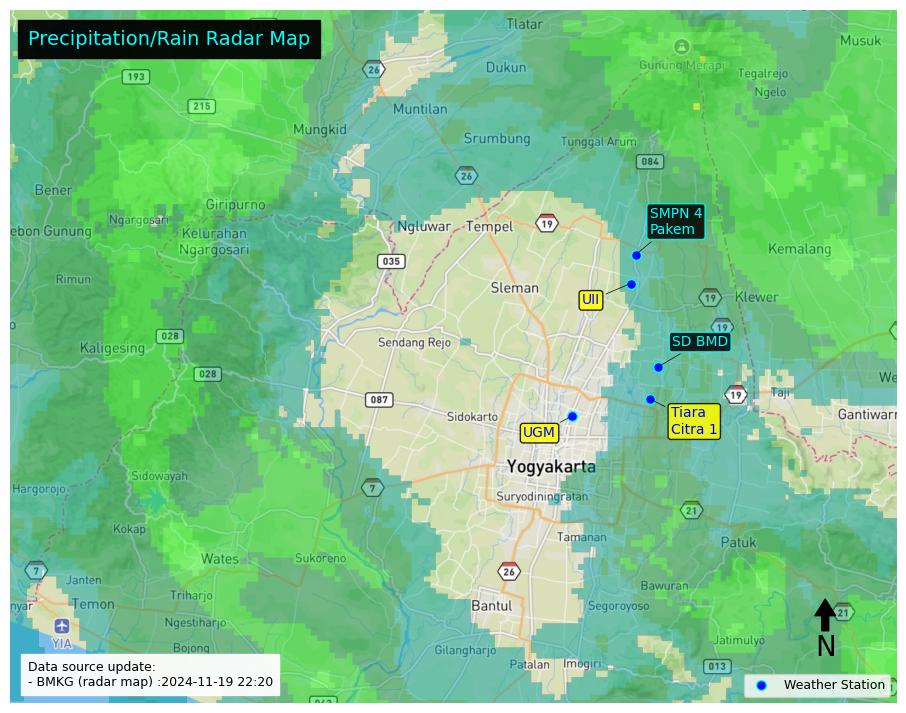 Precipitation/Rain Radar Map
Tlatar
Musuk
26
Dukun
Gunung Merapi
Tegalrejo
193
Ngelo
215
Muntilan
Mungkid
Srumbung
Tunggal Arum
084
26
Bener
Giripurno
SMPN 4
Pakem
Ngargosari
Ngluwar
Tempel
19
ebon Gunung
Kelurahan
Ngargosari
Kemalang
035
Rimun
Sleman
UII
19
Klewer
19
028
Kaligesing
Sendang Rejo
SD BMD
028
We
087
19
Taji
Sidokarto
Tiara
Citra 1
Gantiwarn
UGM
Yogyakarta
Sidowayah
Hargorojo
7
Suryodiningratan
21
Kokap
Tamanan
Patuk
Wates
Sukoreno
7
26
Janten
Bawuran
nyar
Temon
Triharjo
Bantul
Segoroyoso
21
Ngestiharjo
N
YIA
Jatimulyo
Bojong
Gilangharjo
Patalan
Imogiri
013
Data source update:
- BMKG (radar map) :2024-11-19 22:20
Weather Station